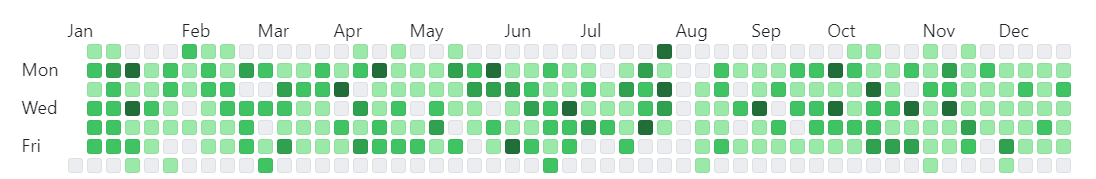 Jan Feb Mar Apr May Jun Jul Aug Sep Oct Nov Dec
Mon
Wed
Fri